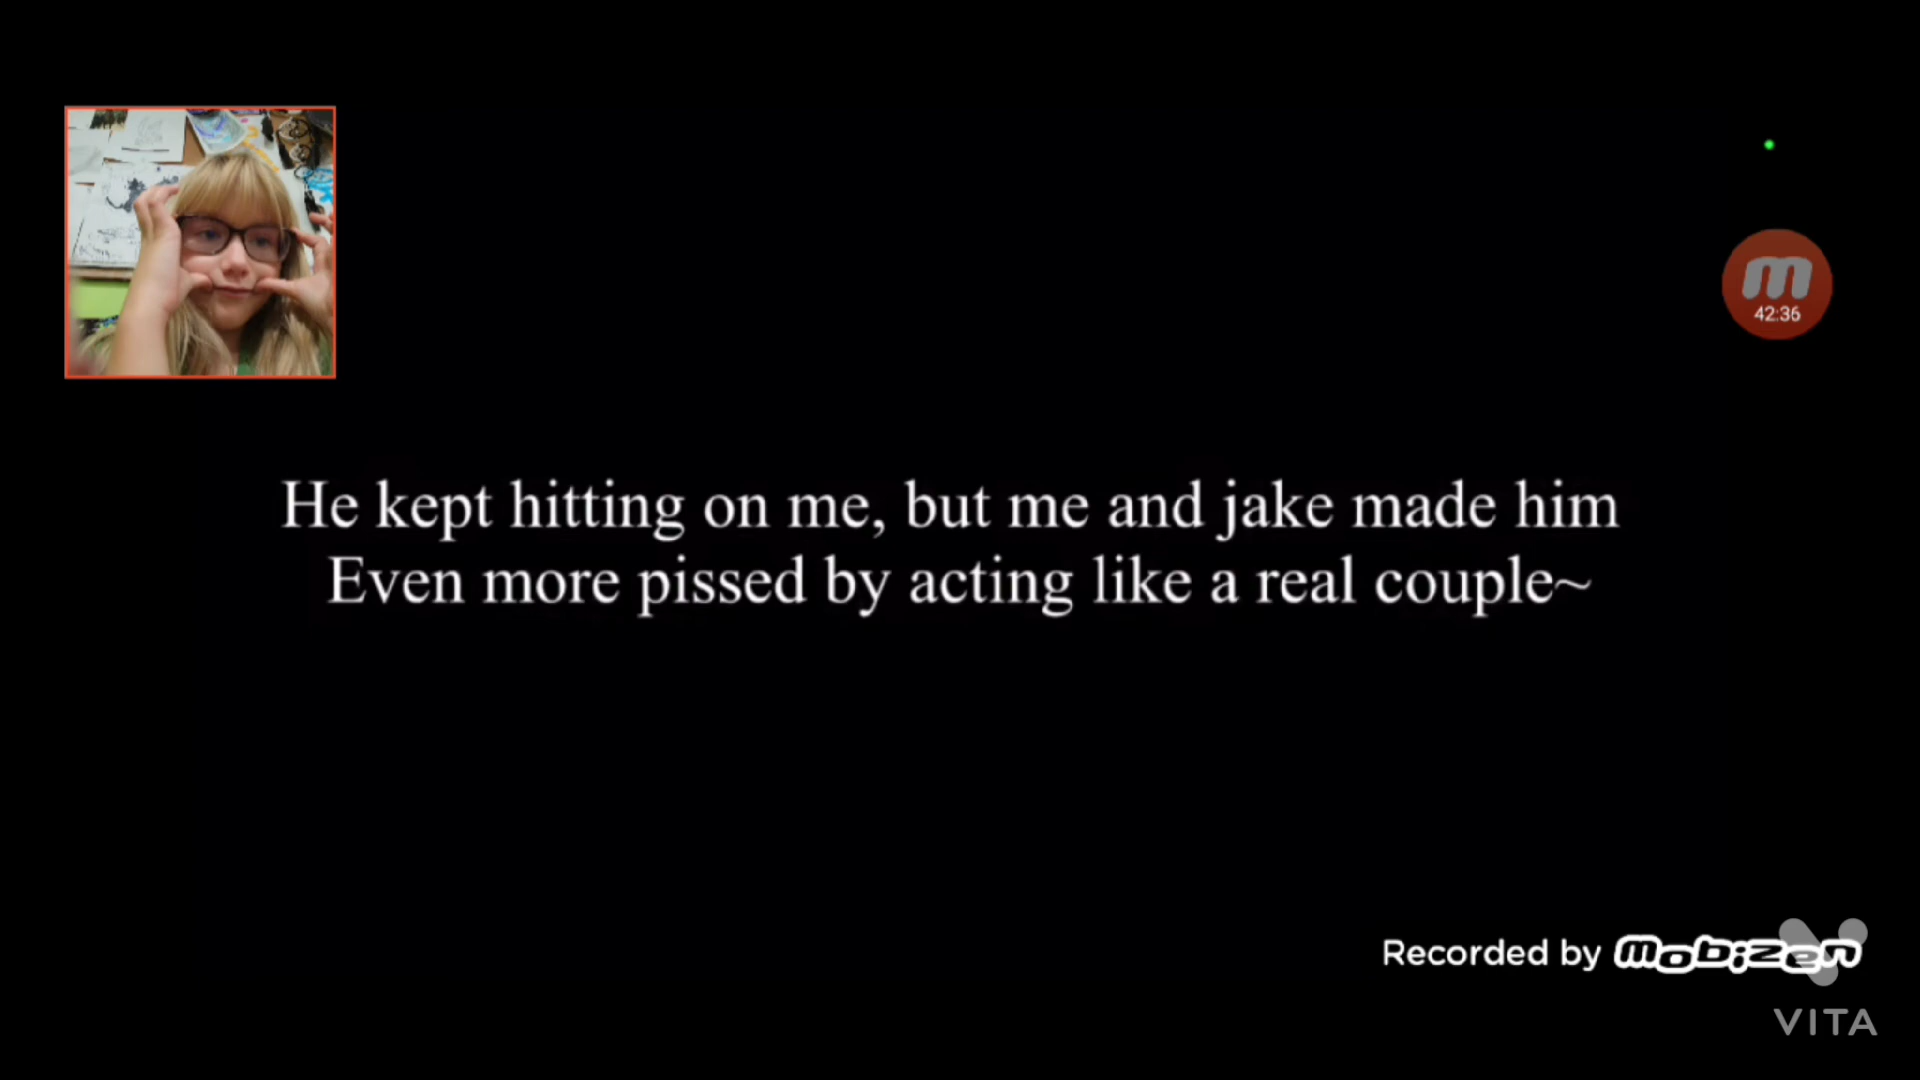 42:36
He kept hitting on me, but me and jake made him
Even more pissed by acting like a real couple~
Recorded by mobizen
VITA